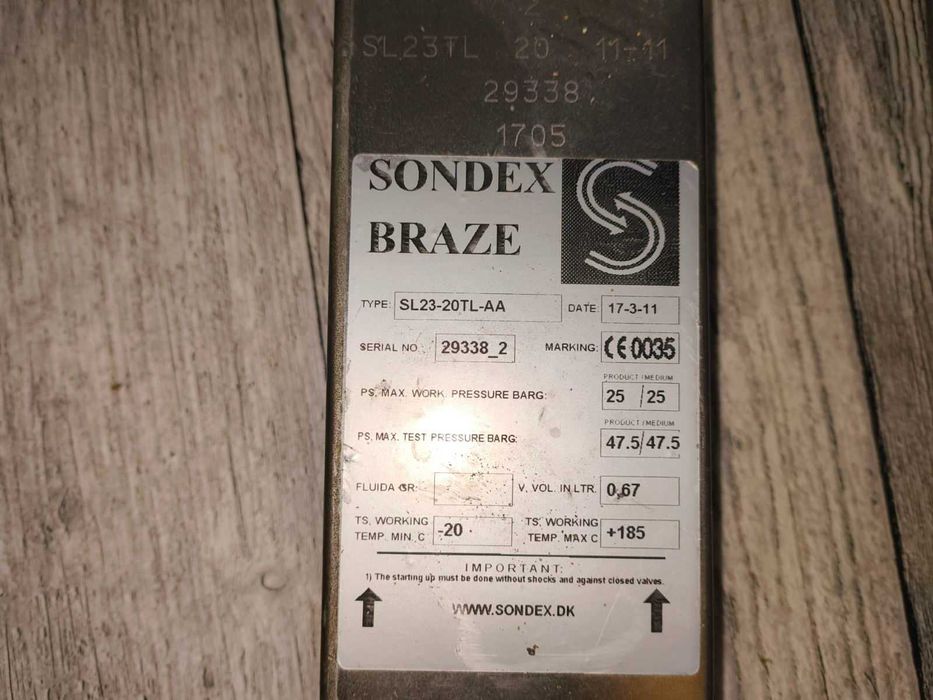 2
SL23TL 20 11-11
29338
1705
SONDEX
BRAZE
TYPE: SL23-20TL-AA DATE: 17-3-11
SERIAL NO.: 29338_2 MARKING: CE0035
PRODUCT / MEDIUM
PS. MAX. WORK. PRESSURE BARG: 25 / 25
PRODUCT / MEDIUM
PS. MAX. TEST PRESSURE BARG: 47.5/47.5
FLUIDA GR: V. VOL. IN LTR. 0,67
TS. WORKING TEMP. MIN. C -20 TS. WORKING TEMP. MAX C +185
IMPORTANT:
1) The starting up must be done without shocks and against closed valves.
WWW.SONDEX.DK